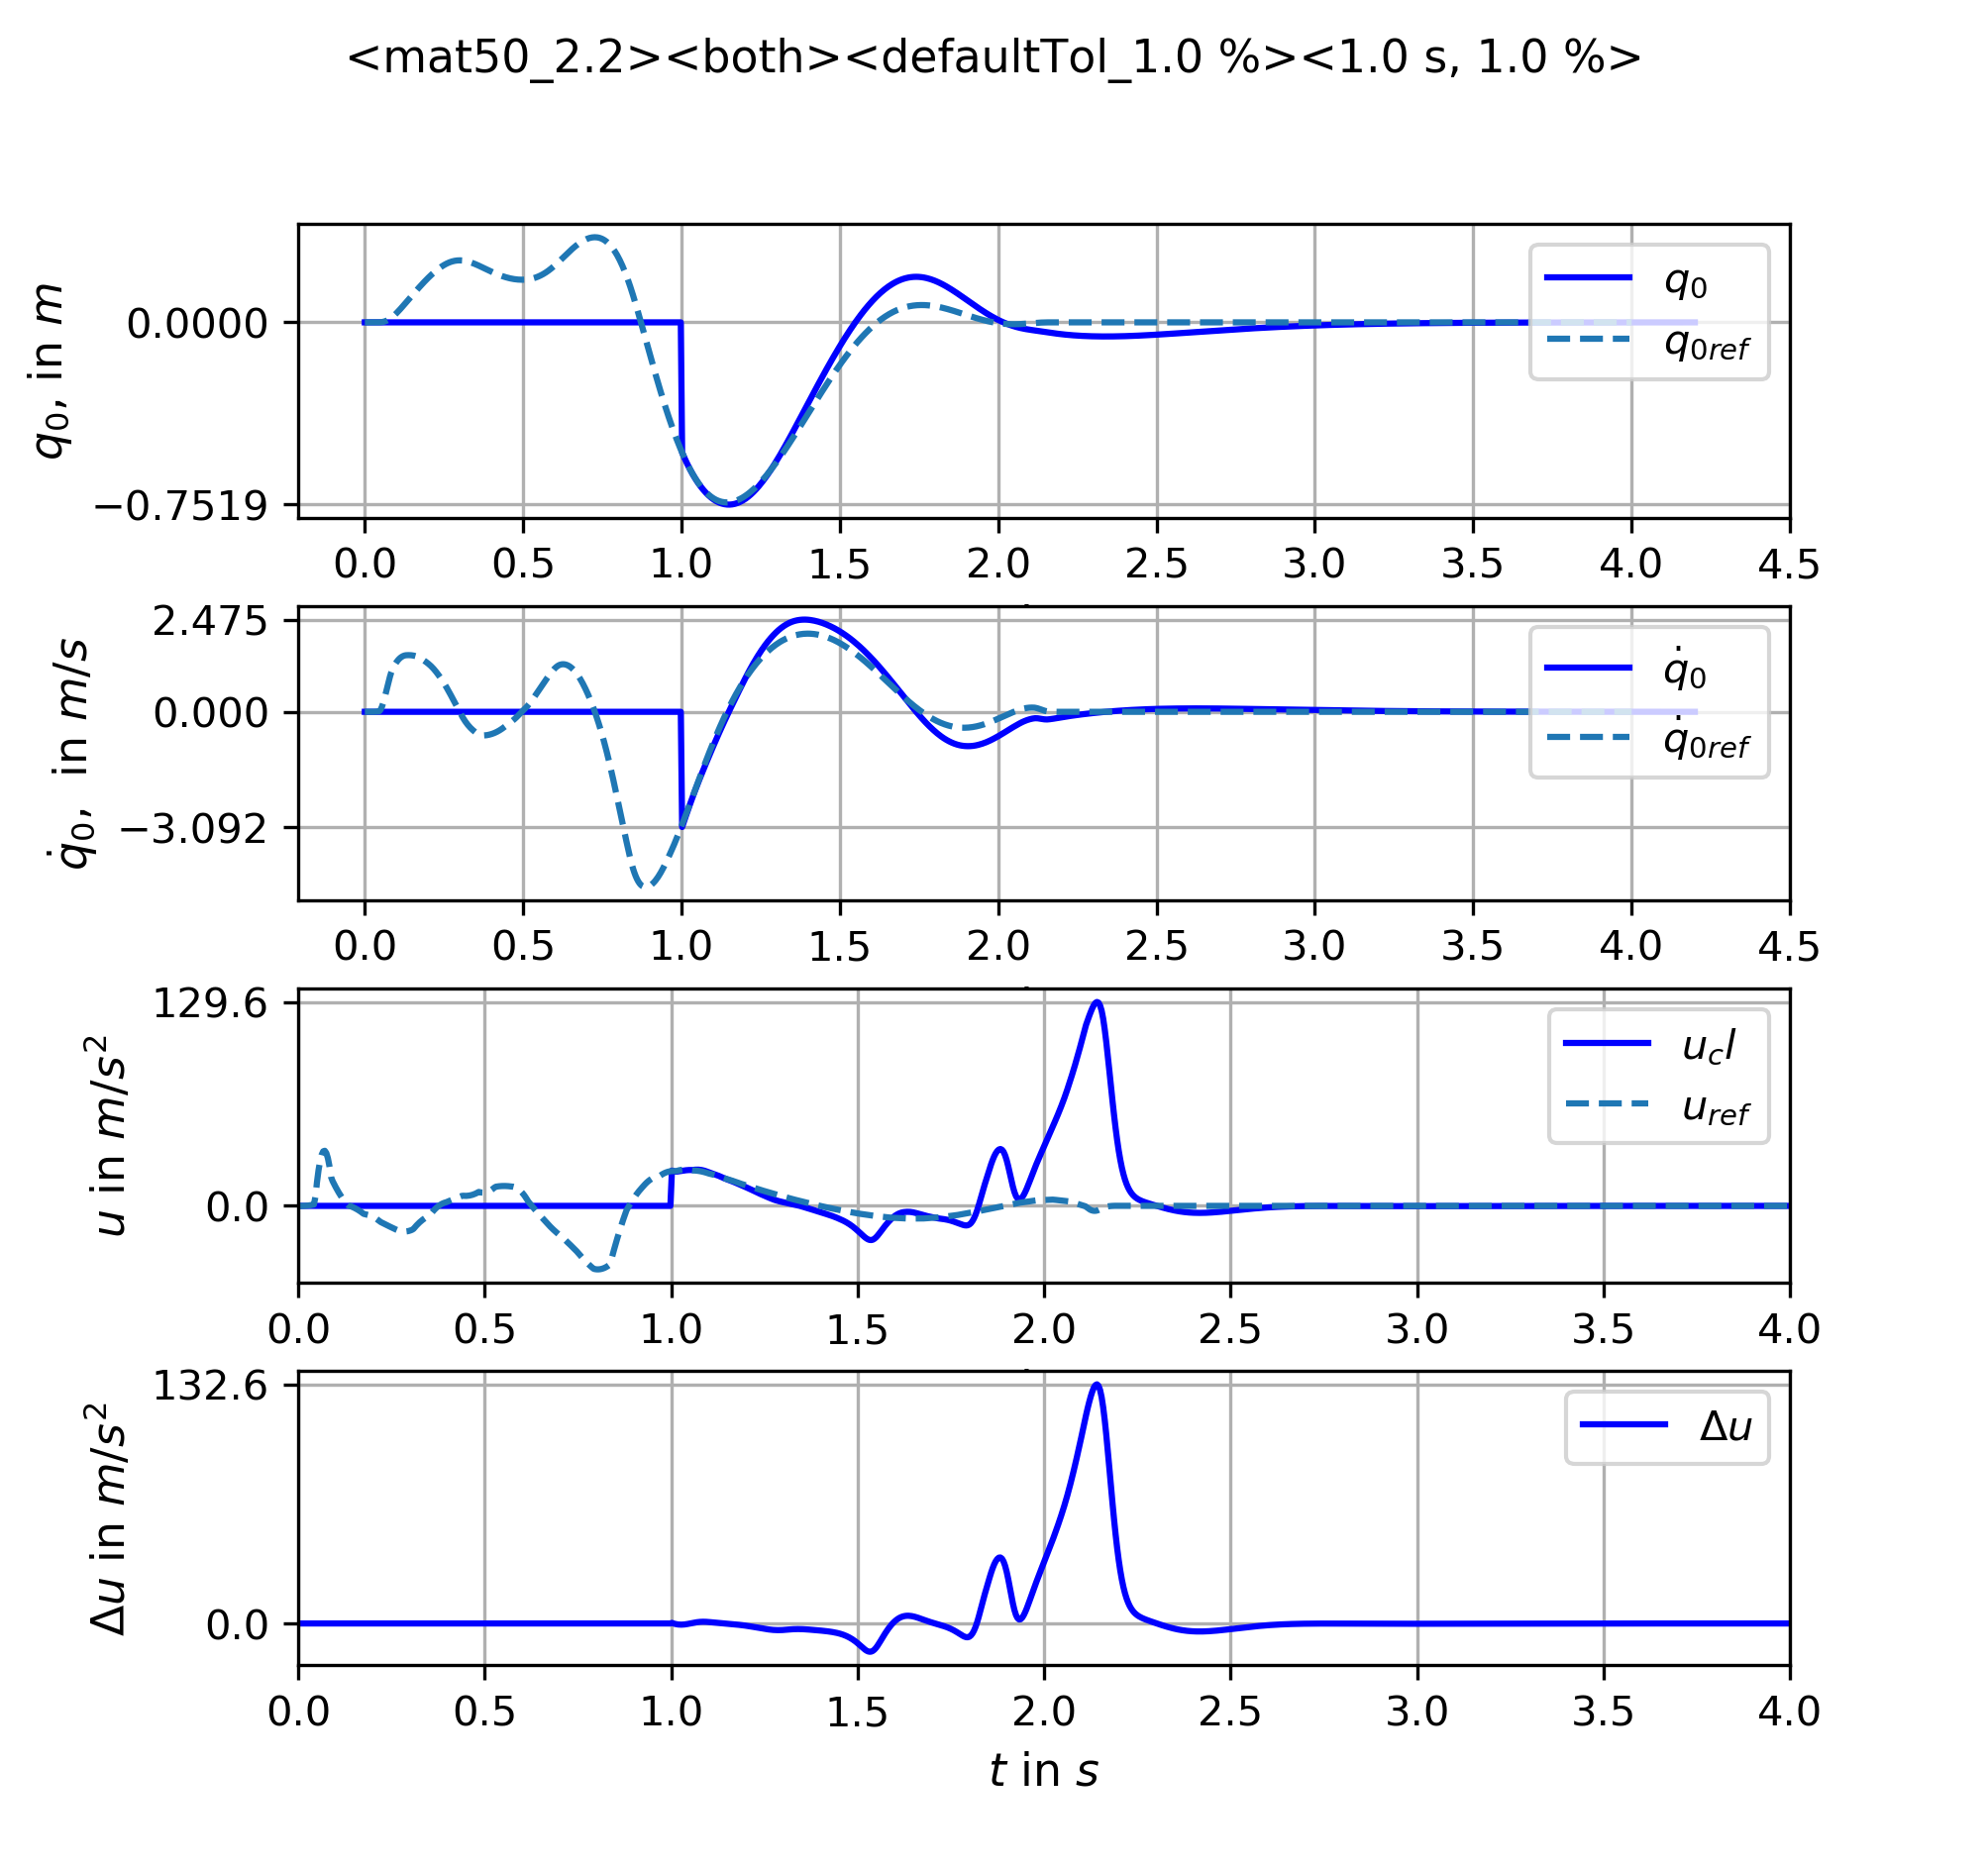 <mat50_2.2><both><defaultTol_1.0 %><1.0 s, 1.0 %>
q₀, in m
0.0000
−0.7519
q₀
q₀ref
0.0 0.5 1.0 1.5 2.0 2.5 3.0 3.5 4.0 4.5
q̇₀, in m/s
2.475
0.000
−3.092
q̇₀
q̇₀ref
0.0 0.5 1.0 1.5 2.0 2.5 3.0 3.5 4.0 4.5
u in m/s²
129.6
0.0
u_c l
u_ref
0.0 0.5 1.0 1.5 2.0 2.5 3.0 3.5 4.0
Δu in m/s²
132.6
0.0
Δu
0.0 0.5 1.0 1.5 2.0 2.5 3.0 3.5 4.0
t in s